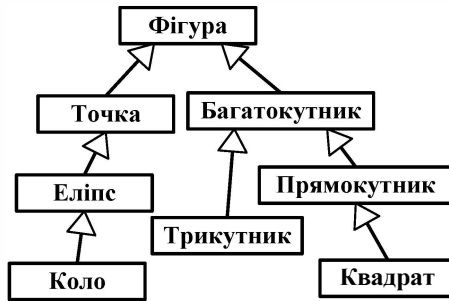 Фігура
Точка
Багатокутник
Еліпс
Прямокутник
Трикутник
Коло
Квадрат